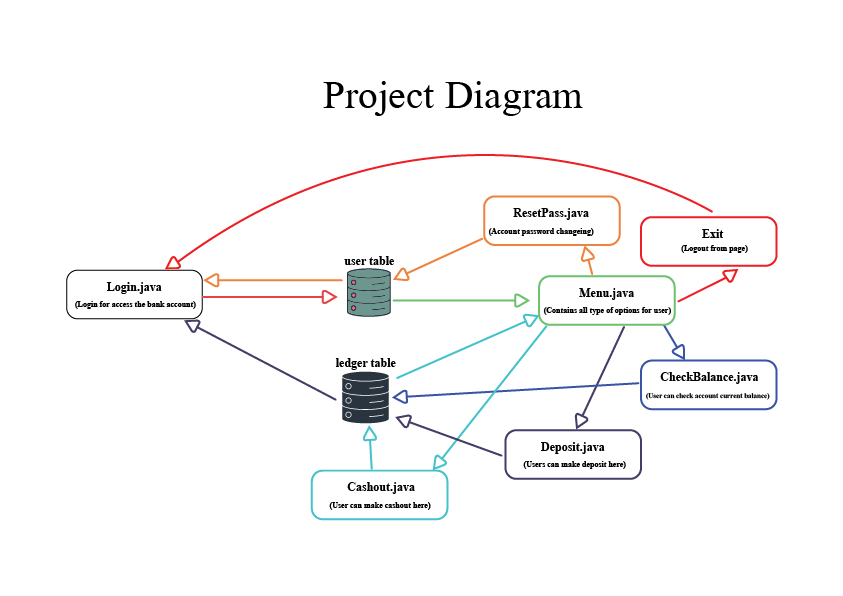 Project Diagram
ResetPass.java
(Account password changeing)
Exit
(Logout from page)
user table
Login.java
(Login for access the bank account)
Menu.java
(Contains all type of options for user)
ledger table
CheckBalance.java
(User can check account current balance)
Deposit.java
(Users can make deposit here)
Cashout.java
(User can make cashout here)